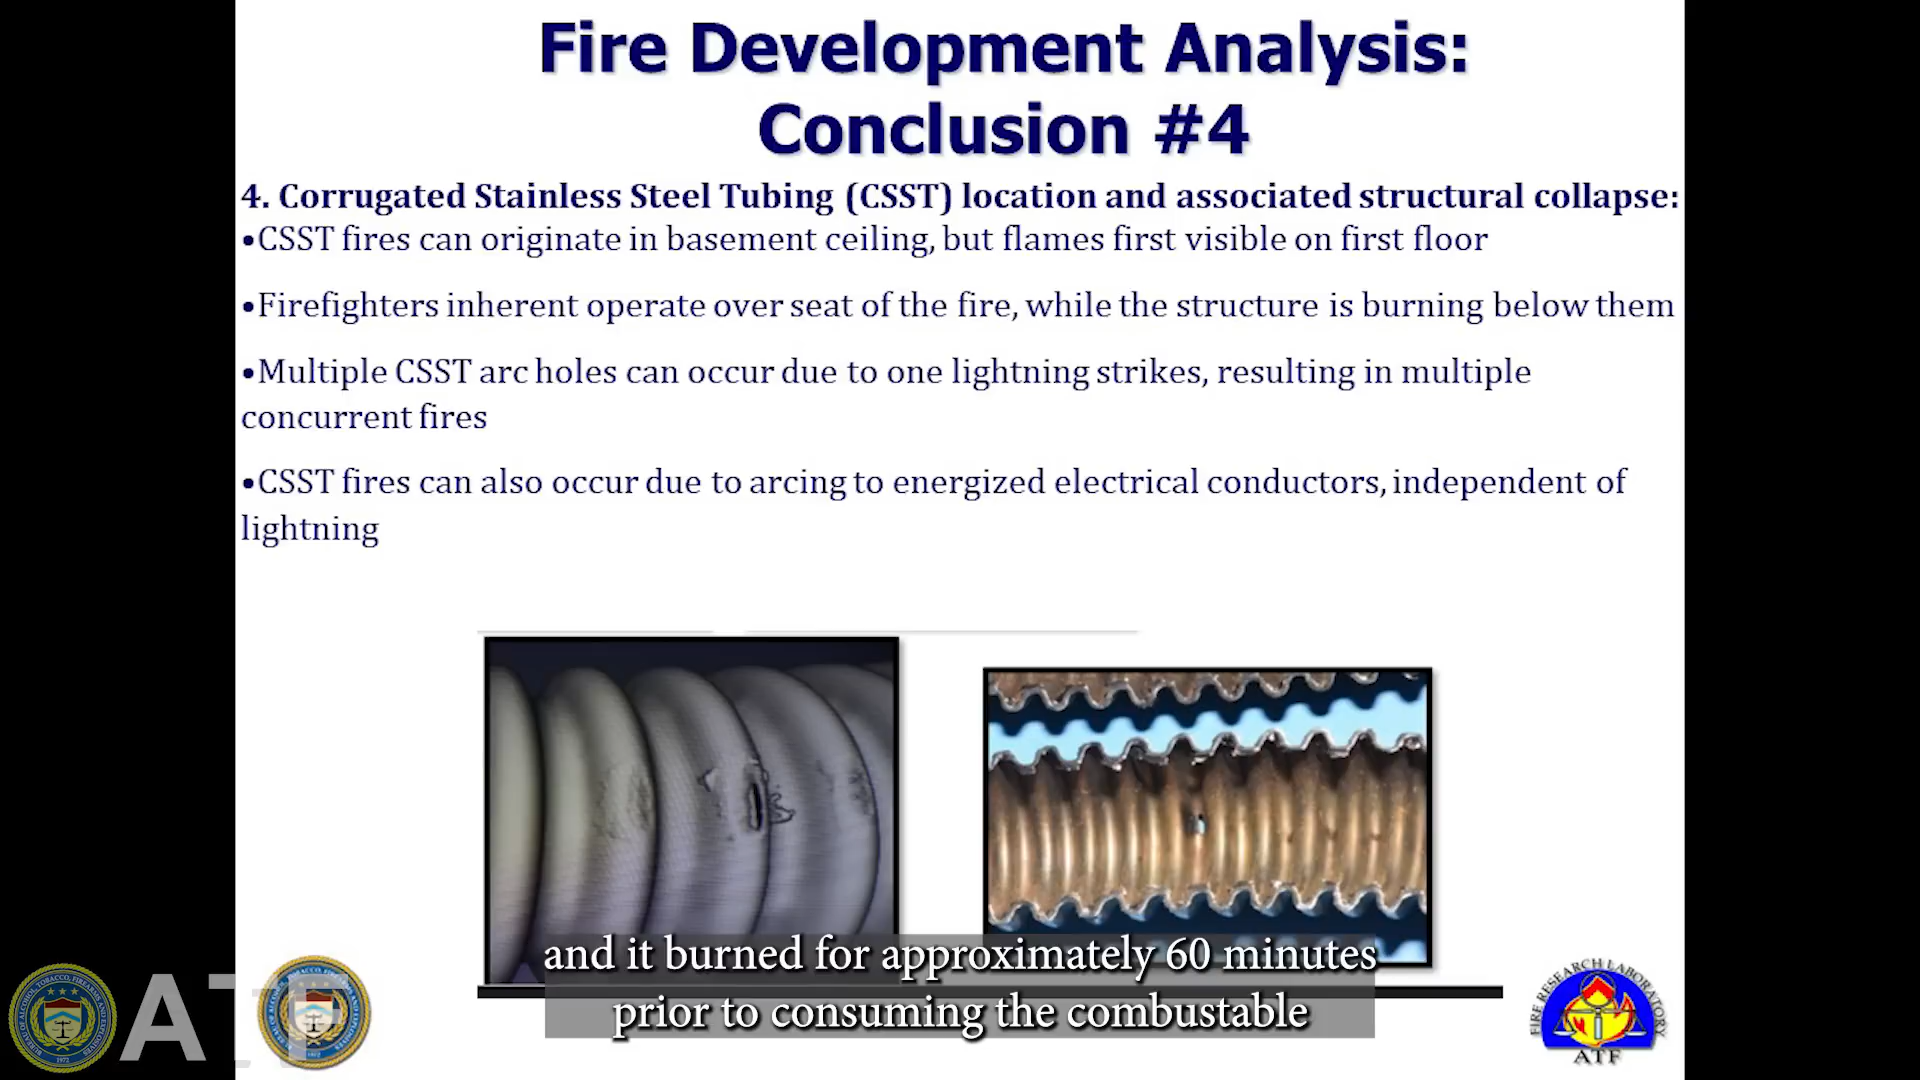 Fire Development Analysis:
Conclusion #4
4. Corrugated Stainless Steel Tubing (CSST) location and associated structural collapse:
•CSST fires can originate in basement ceiling, but flames first visible on first floor
•Firefighters inherent operate over seat of the fire, while the structure is burning below them
•Multiple CSST arc holes can occur due to one lightning strikes, resulting in multiple
concurrent fires
•CSST fires can also occur due to arcing to energized electrical conductors, independent of
lightning
and it burned for approximately 60 minutes
prior to consuming the combustable
ATF
FIRE RESEARCH LABORATORY
ATF